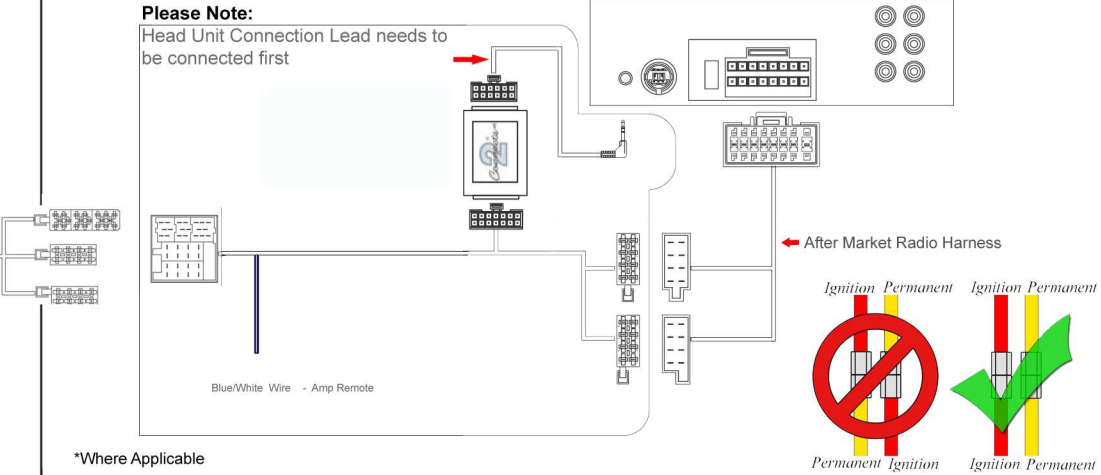 Please Note:
Head Unit Connection Lead needs to
be connected first
2
After Market Radio Harness
Ignition Permanent Ignition Permanent
Blue/White Wire - Amp Remote
*Where Applicable
Permanent Ignition Ignition Permanent